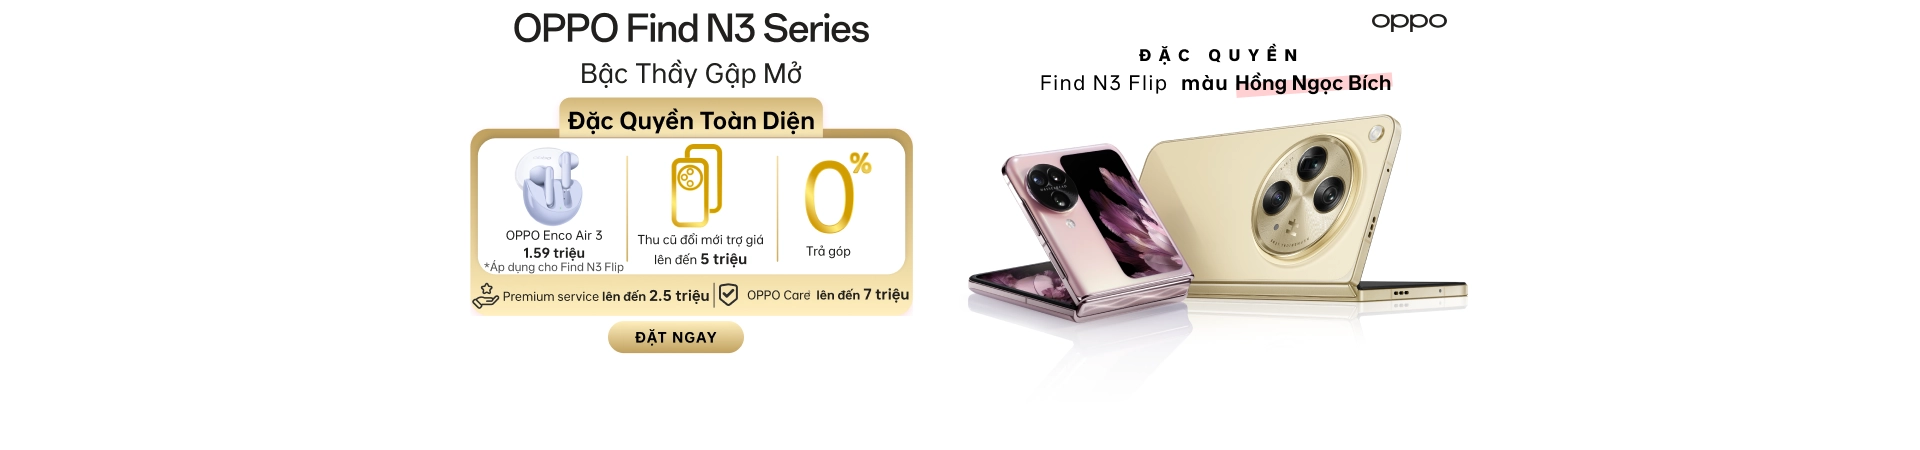 OPPO Find N3 Series
Bậc Thầy Gập Mở
Đặc Quyền Toàn Diện
OPPO Enco Air 3
1.59 triệu
*Áp dụng cho Find N3 Flip
Thu cũ đổi mới trợ giá
lên đến 5 triệu
0%
Trả góp
Premium service lên đến 2.5 triệu
OPPO Care lên đến 7 triệu
ĐẶT NGAY
oppo
ĐẶC QUYỀN
Find N3 Flip màu Hồng Ngọc Bích